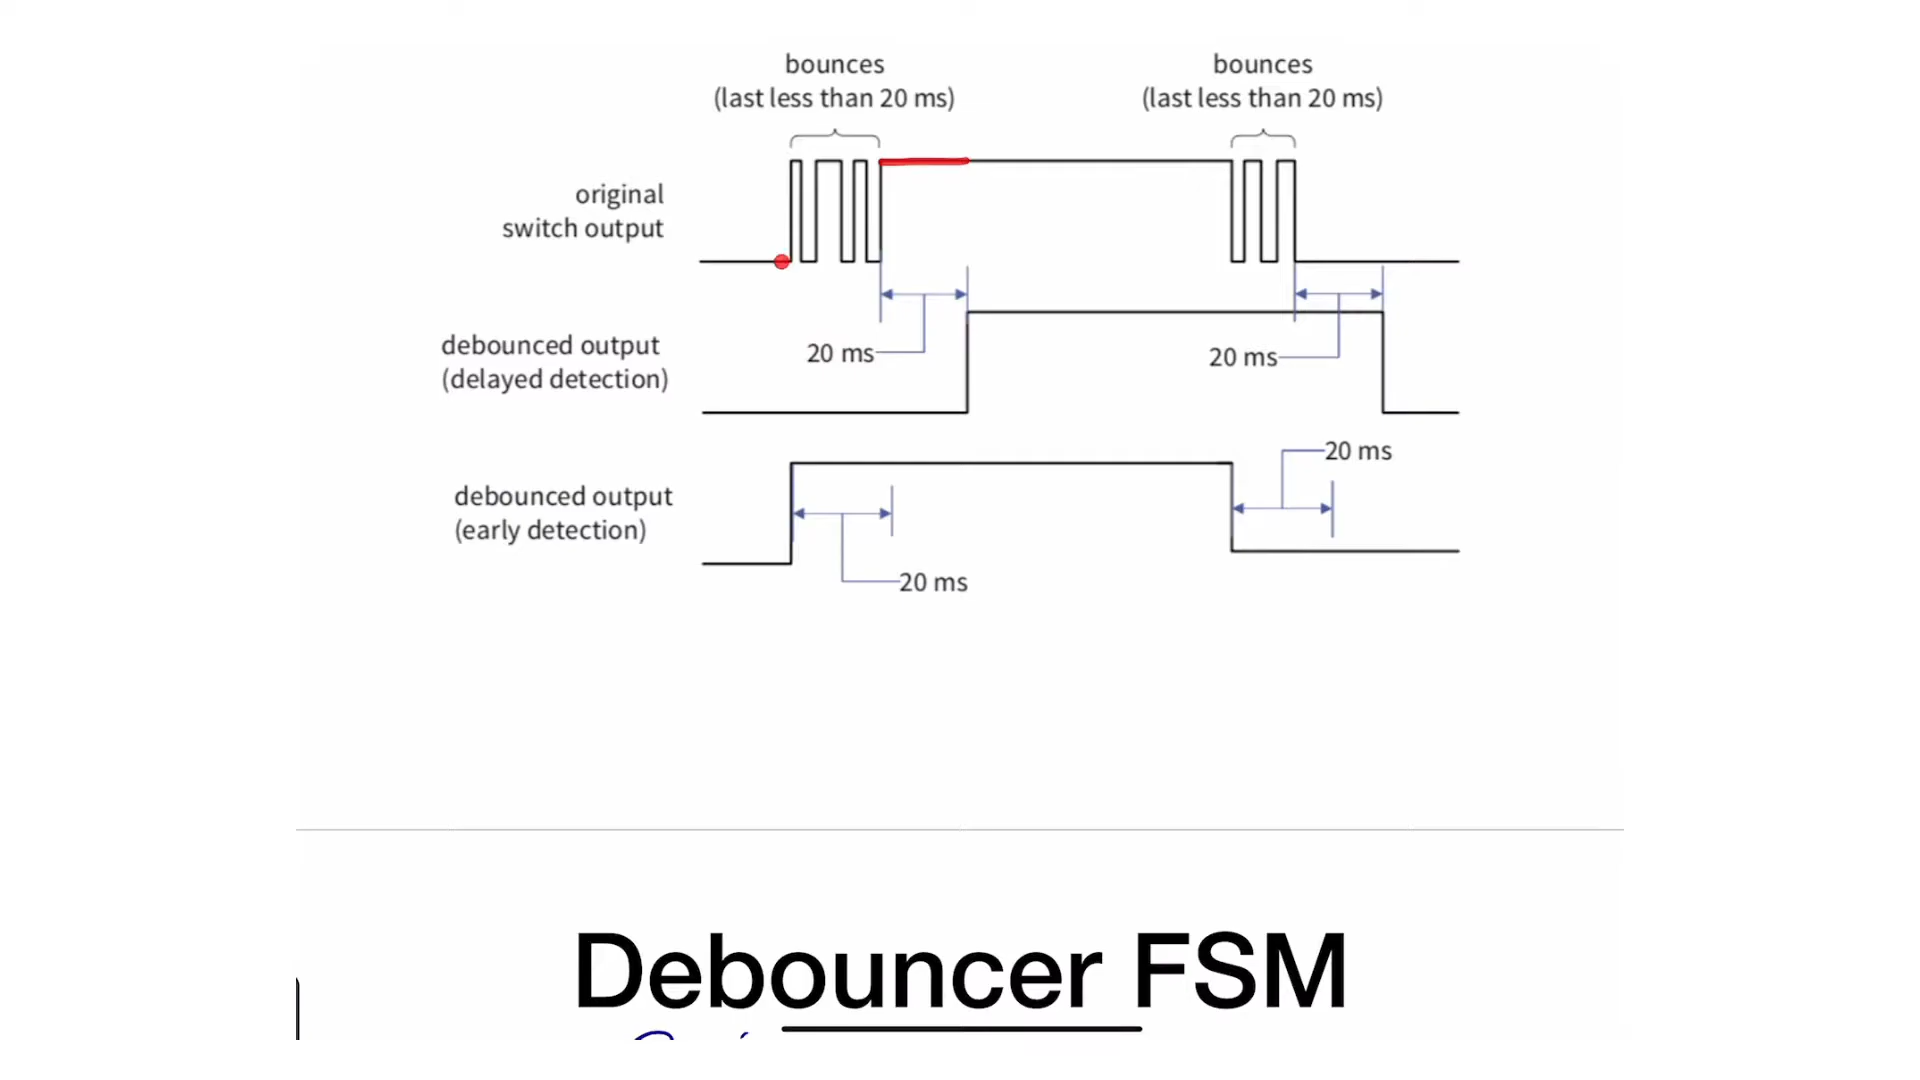 bounces
(last less than 20 ms)
bounces
(last less than 20 ms)
original
switch output
debounced output
(delayed detection)
20 ms
20 ms
debounced output
(early detection)
20 ms
20 ms
Debouncer FSM